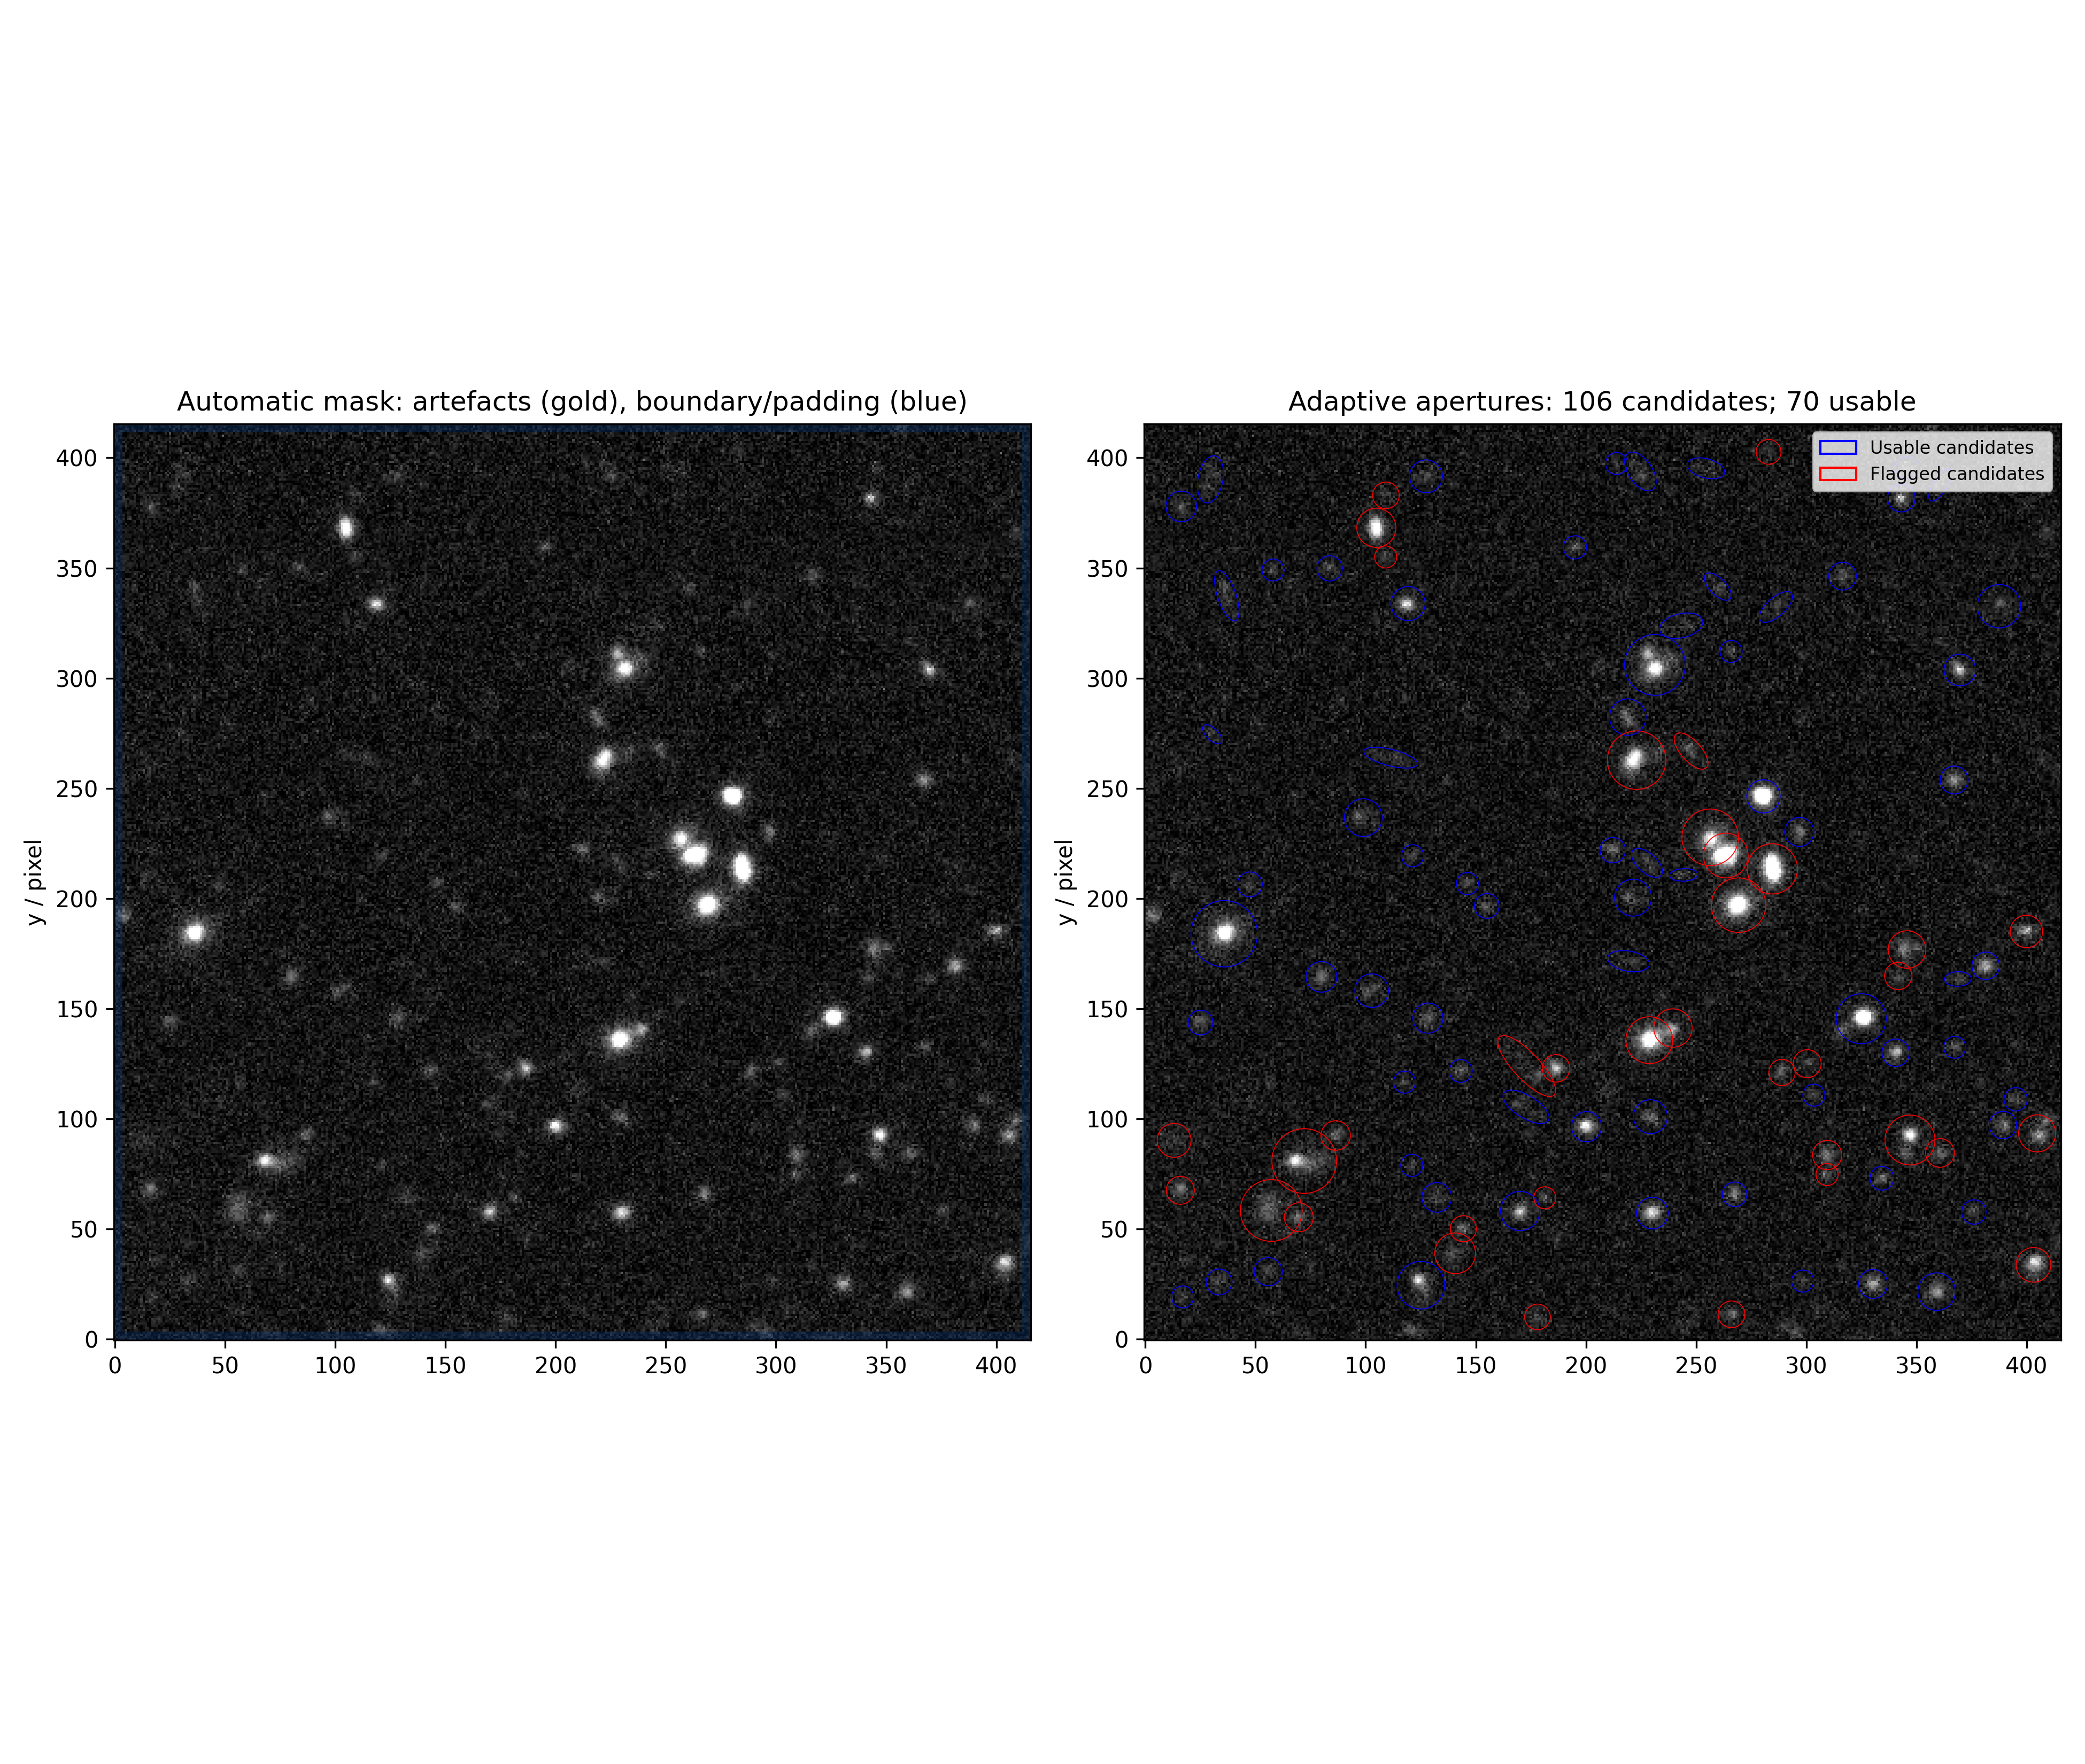 Automatic mask: artefacts (gold), boundary/padding (blue)
y / pixel
400
350
300
250
200
150
100
50
0
0 50 100 150 200 250 300 350 400
Adaptive apertures: 106 candidates; 70 usable
Usable candidates
Flagged candidates
y / pixel
400
350
300
250
200
150
100
50
0
0 50 100 150 200 250 300 350 400